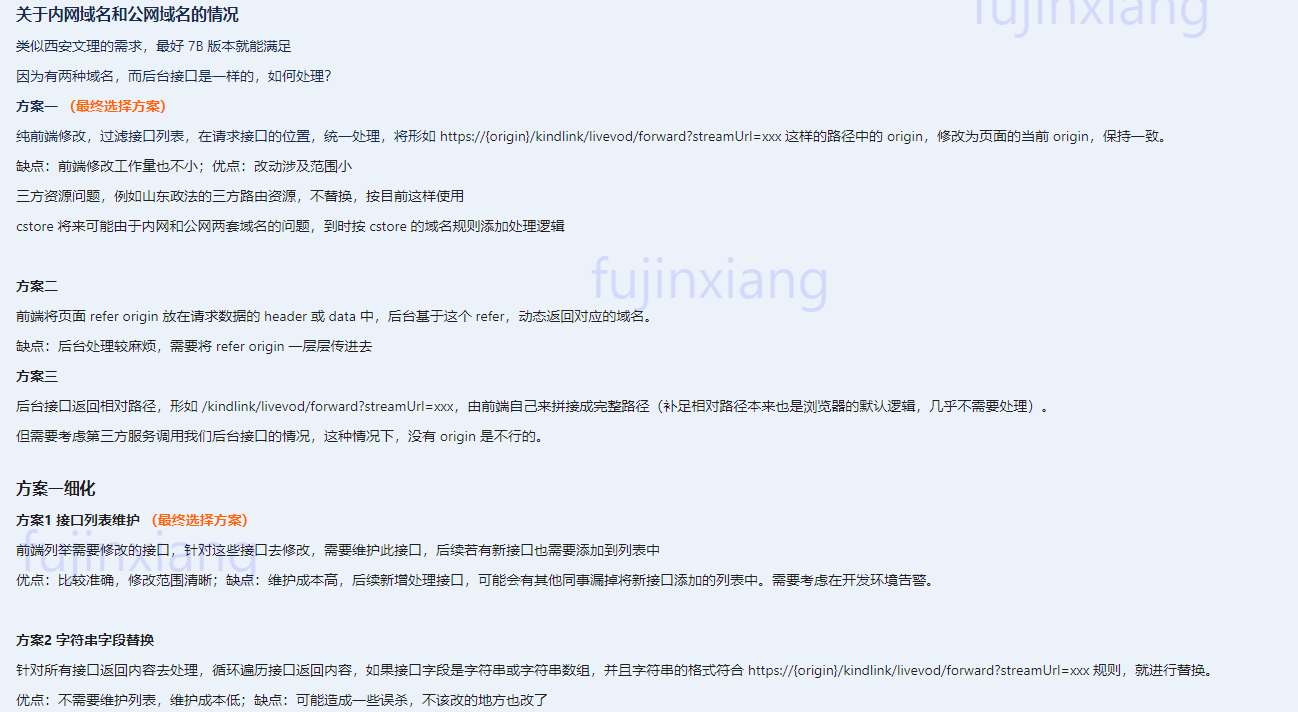 fujinxiang
关于内网域名和公网域名的情况
类似西安文理的需求，最好 7B 版本就能满足
因为有两种域名，而后台接口是一样的，如何处理？
方案一 （最终选择方案）
纯前端修改，过滤接口列表，在请求接口的位置，统一处理，将形如 https://{origin}/kindlink/livevod/forward?streamUrl=xxx 这样的路径中的 origin，修改为页面的当前 origin，保持一致。
缺点：前端修改工作量也不小；优点：改动涉及范围小
三方资源问题，例如山东政法的三方路由资源，不替换，按目前这样使用
cstore 将来可能由于内网和公网两套域名的问题，到时按 cstore 的域名规则添加处理逻辑
fujinxiang
方案二
前端将页面 refer origin 放在请求数据的 header 或 data 中，后台基于这个 refer，动态返回对应的域名。
缺点：后台处理较麻烦，需要将 refer origin 一层层传进去
方案三
后台接口返回相对路径，形如 /kindlink/livevod/forward?streamUrl=xxx，由前端自己来拼接成完整路径（补足相对路径本来也是浏览器的默认逻辑，几乎不需要处理）。
但需要考虑第三方服务调用我们后台接口的情况，这种情况下，没有 origin 是不行的。
方案一细化
方案1 接口列表维护 （最终选择方案）
fujinxiang
前端列举需要修改的接口，针对这些接口去修改，需要维护此接口，后续若有新接口也需要添加到列表中
优点：比较准确，修改范围清晰；缺点：维护成本高，后续新增处理接口，可能会有其他同事漏掉将新接口添加的列表中。需要考虑在开发环境告警。
方案2 字符串字段替换
针对所有接口返回内容去处理，循环遍历接口返回内容，如果接口字段是字符串或字符串数组，并且字符串的格式符合 https://{origin}/kindlink/livevod/forward?streamUrl=xxx 规则，就进行替换。
优点：不需要维护列表，维护成本低；缺点：可能造成一些误杀，不该改的地方也改了